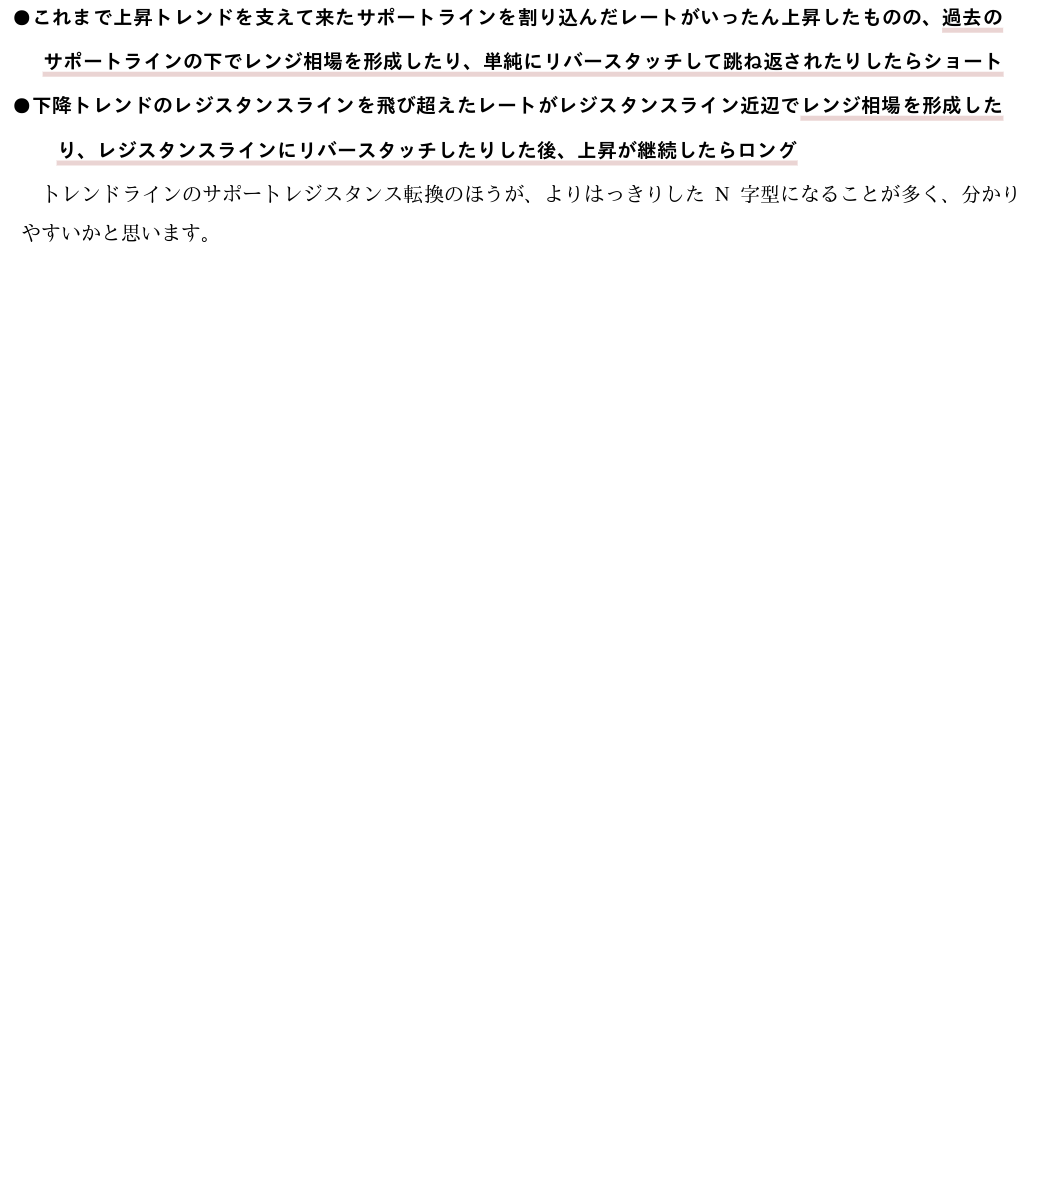 ●これまで上昇トレンドを支えて来たサポートラインを割り込んだレートがいったん上昇したものの、過去の
サポートラインの下でレンジ相場を形成したり、単純にリバースタッチして跳ね返されたりしたらショート
●下降トレンドのレジスタンスラインを飛び超えたレートがレジスタンスライン近辺でレンジ相場を形成した
り、レジスタンスラインにリバースタッチしたりした後、上昇が継続したらロング
　トレンドラインのサポートレジスタンス転換のほうが、よりはっきりした N 字型になることが多く、分かり
やすいかと思います。